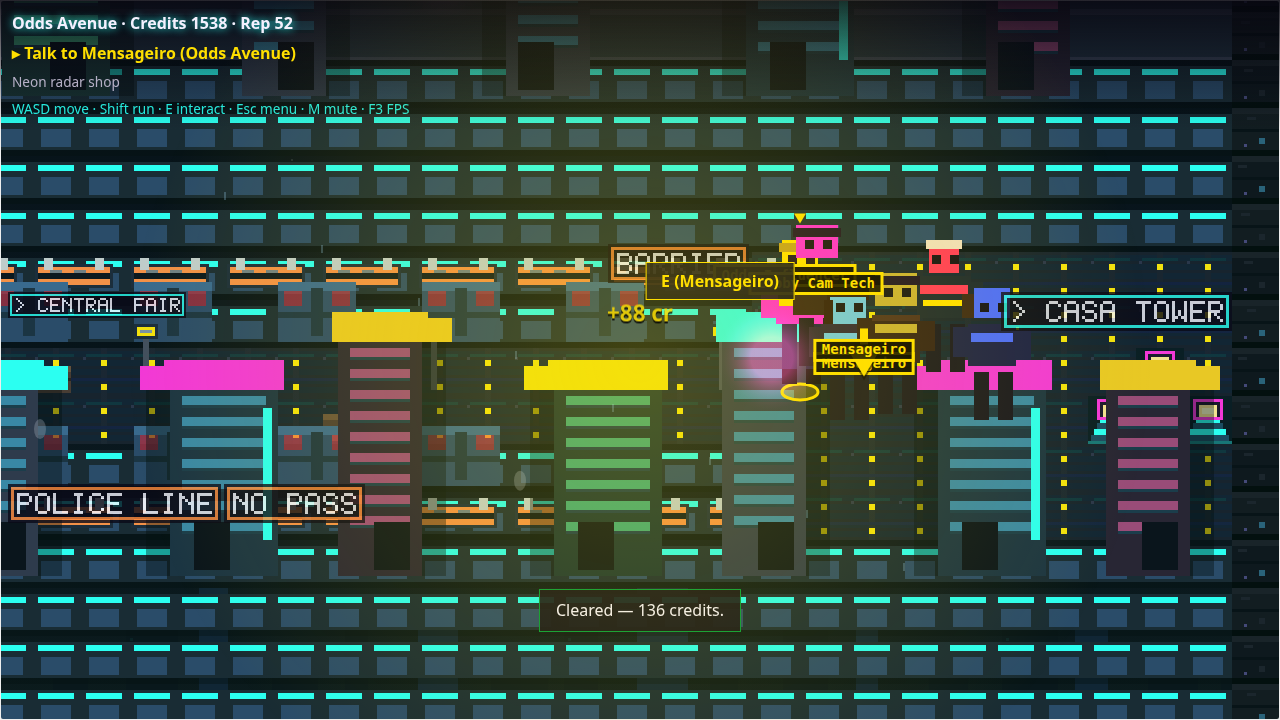 Odds Avenue · Credits 1538 · Rep 52
▸ Talk to Mensageiro (Odds Avenue)
Neon radar shop
WASD move · Shift run · E interact · Esc menu · M mute · F3 FPS
BARRIER
E (Mensageiro)
Cam Tech
> CENTRAL FAIR
+88 cr
> CASA TOWER
Mensageiro
Mensageiro
POLICE LINE
NO PASS
Cleared — 136 credits.